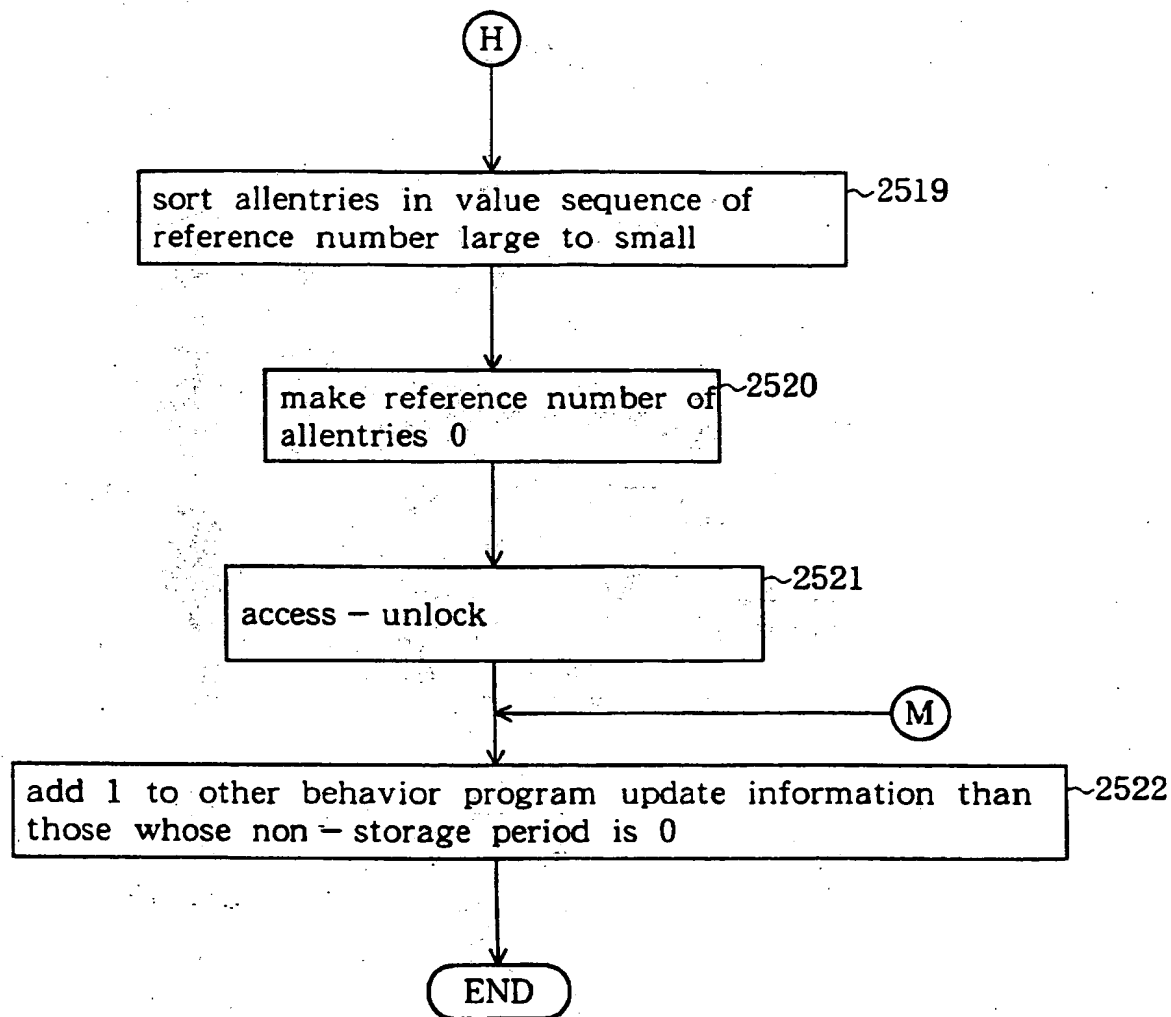 H
sort allentries in value sequence of
reference number large to small
2519
make reference number of
allentries 0
2520
access – unlock
2521
M
add 1 to other behavior program update information than
those whose non – storage period is 0
2522
END